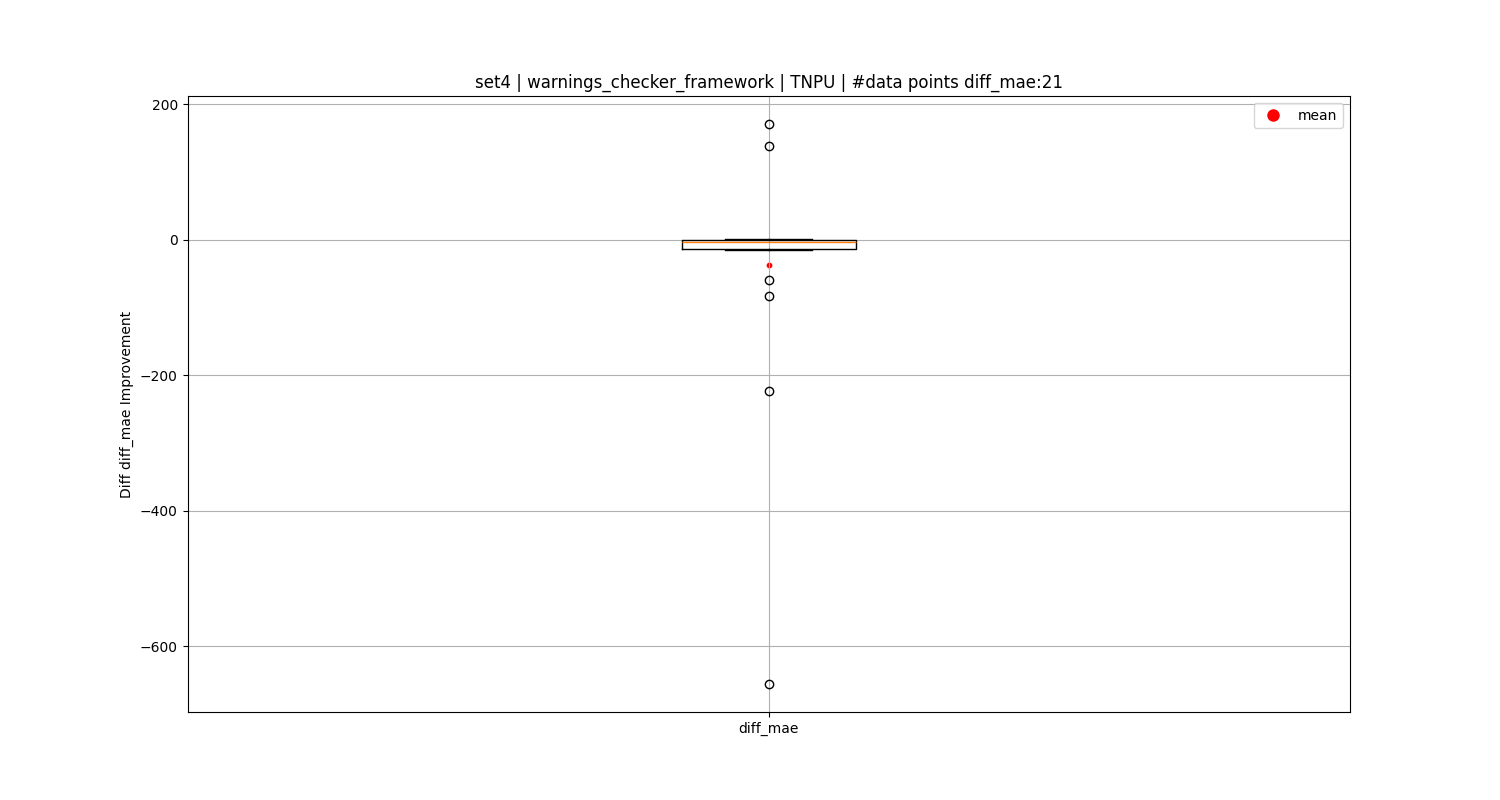 set4 | warnings_checker_framework | TNPU | #data points diff_mae:21
mean
200
0
−200
−400
−600
Diff diff_mae Improvement
diff_mae